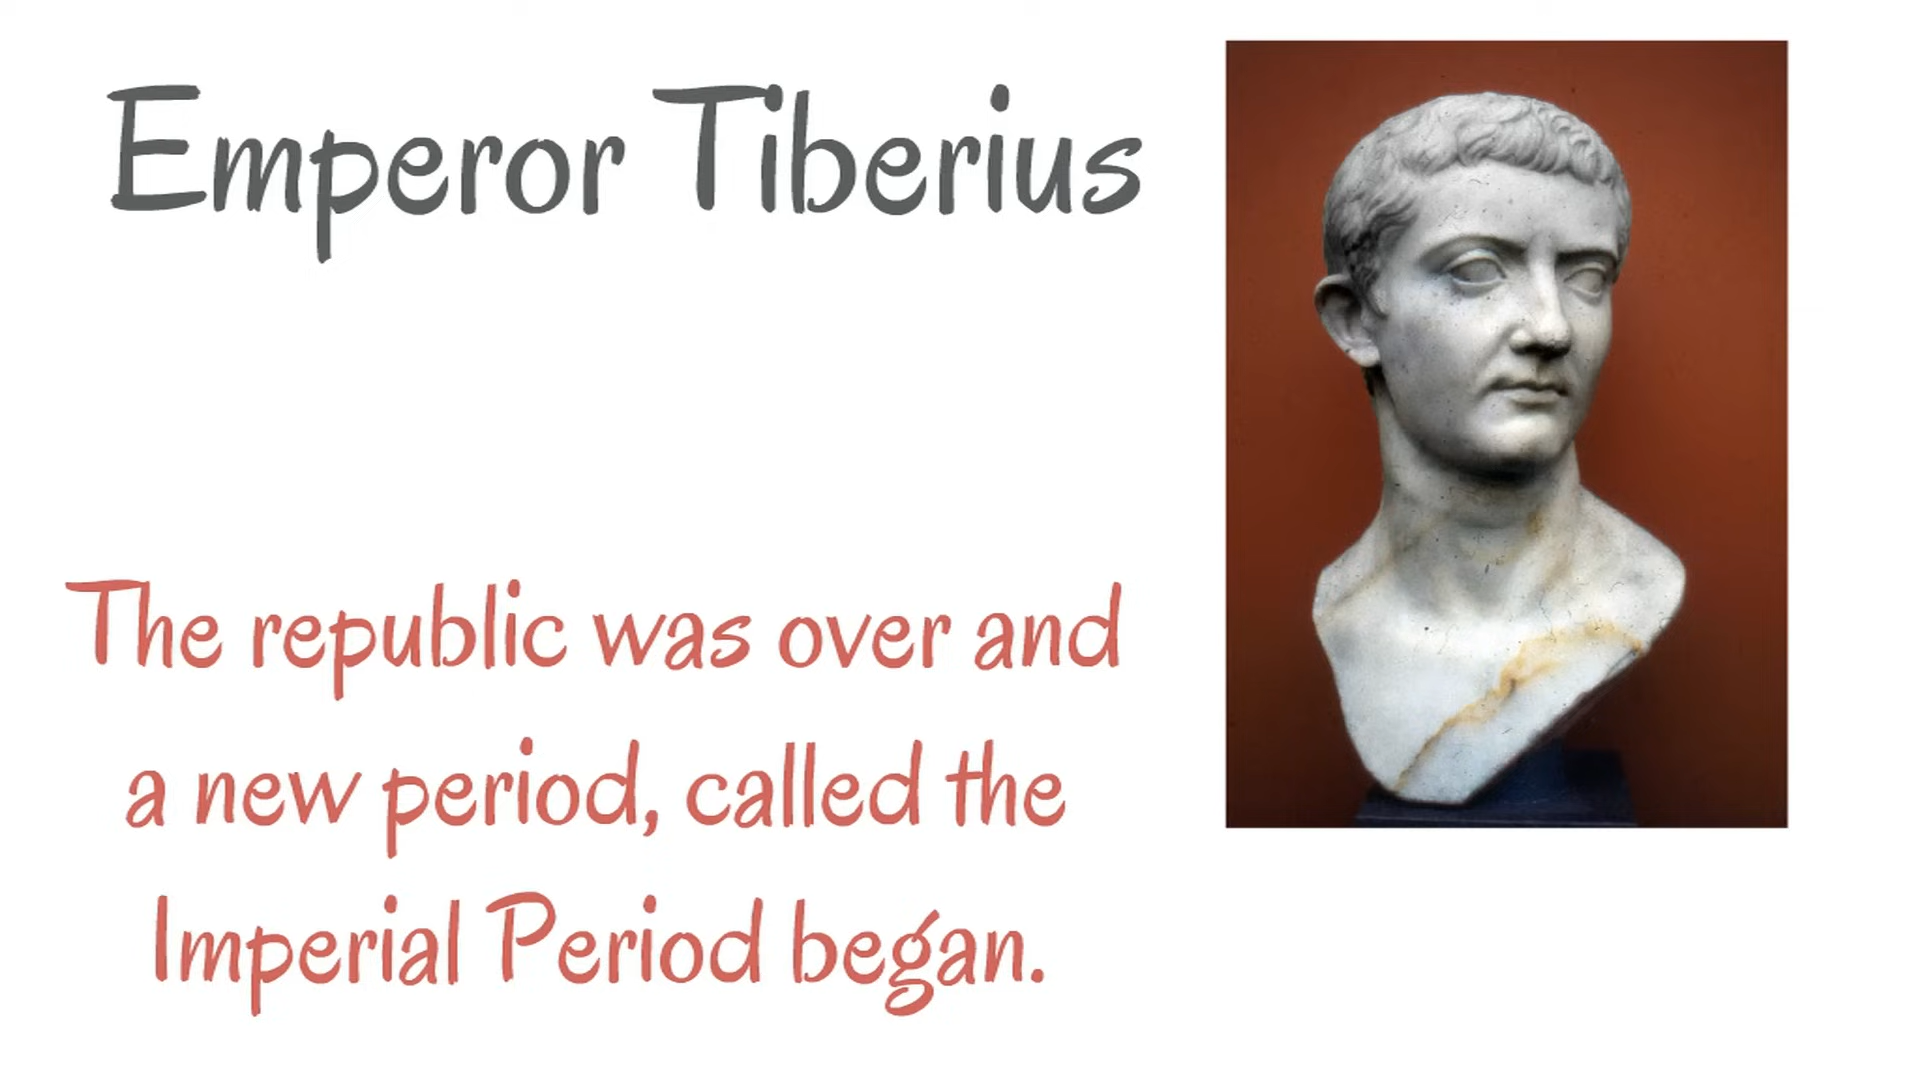 Emperor Tiberius
The republic was over and
a new period, called the
Imperial Period began.